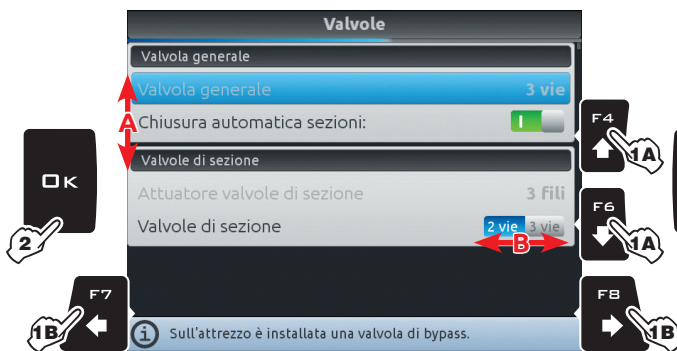 Valvole
Valvola generale
Valvola generale 3 vie
A
Chiusura automatica sezioni: I
F4
1A
Valvole di sezione
OK
Attuatore valvole di sezione 3 fili
F6
Valvole di sezione 2 vie 3 vie
B
2
1A
F7
F8
1B
1B
i Sull'attrezzo è installata una valvola di bypass.